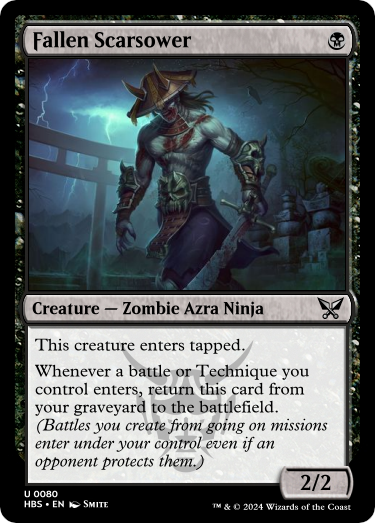 Fallen Scarsower
Creature — Zombie Azra Ninja
This creature enters tapped.
Whenever a battle or Technique you
control enters, return this card from
your graveyard to the battlefield.
(Battles you create from going on missions
enter under your control even if an
opponent protects them.)
2/2
U 0080
HBS • EN Smite
™ & © 2024 Wizards of the Coast